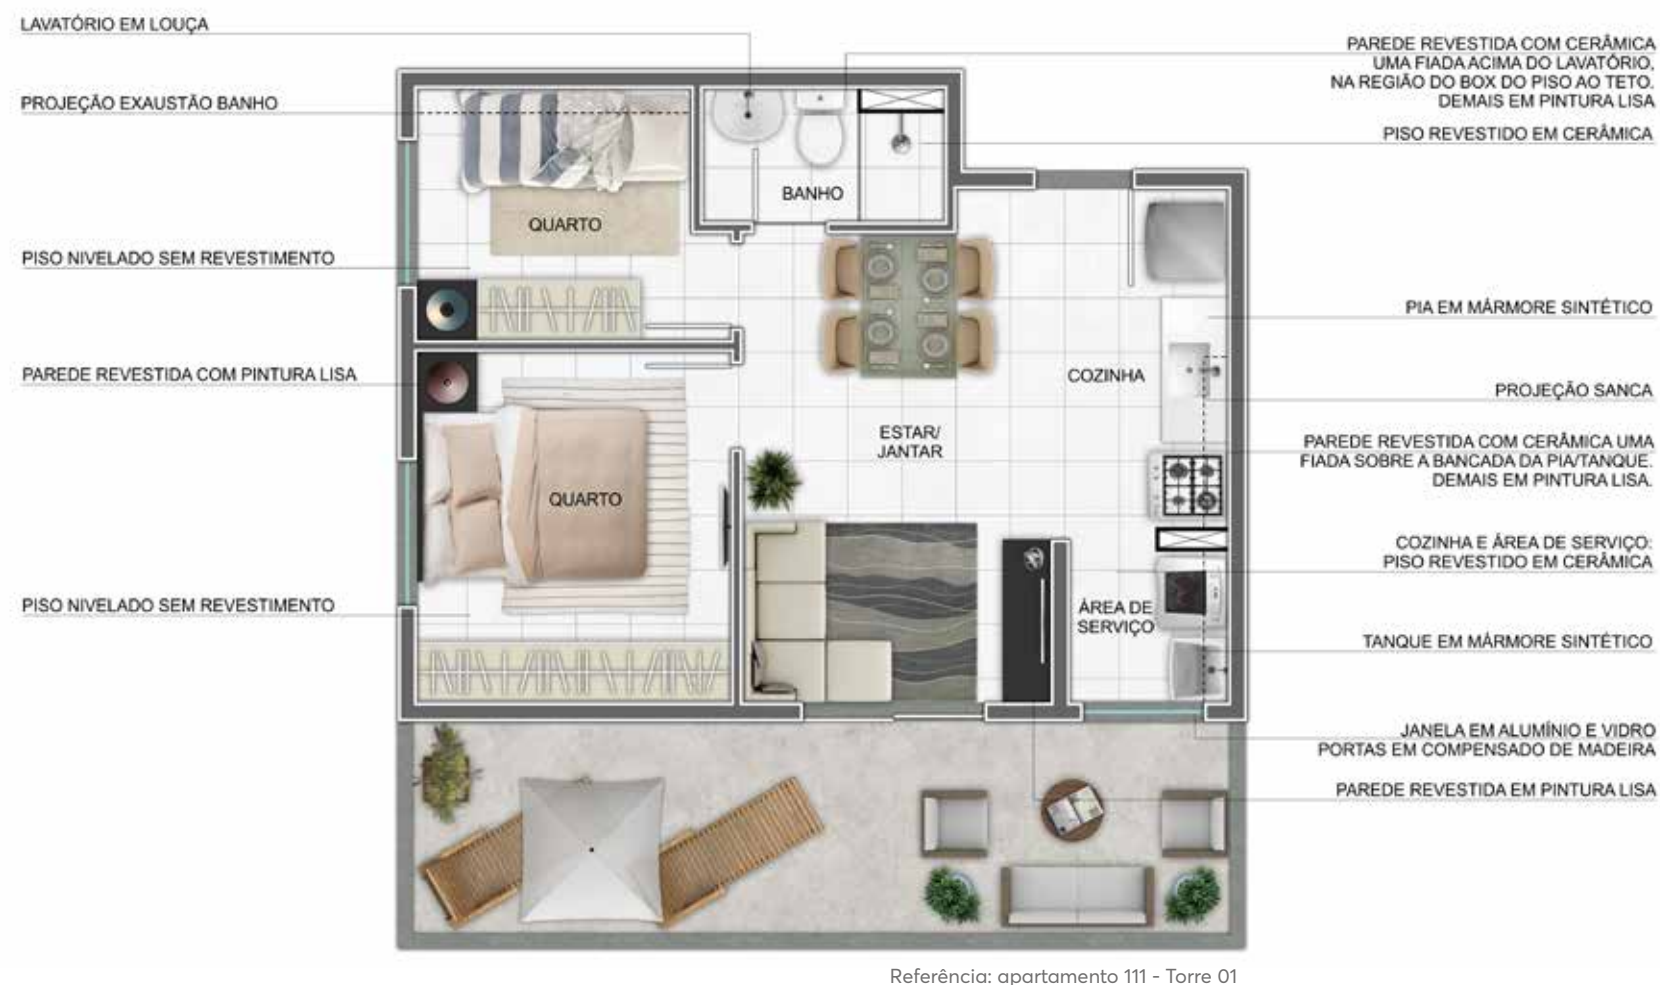 LAVATÓRIO EM LOUÇA
PROJEÇÃO EXAUSTÃO BANHO
PISO NIVELADO SEM REVESTIMENTO
PAREDE REVESTIDA COM PINTURA LISA
PISO NIVELADO SEM REVESTIMENTO
QUARTO
BANHO
QUARTO
ESTAR/
JANTAR
COZINHA
ÁREA DE
SERVIÇO
PAREDE REVESTIDA COM CERÂMICA
UMA FIADA ACIMA DO LAVATÓRIO,
NA REGIÃO DO BOX DO PISO AO TETO.
DEMAIS EM PINTURA LISA
PISO REVESTIDO EM CERÂMICA
PIA EM MÁRMORE SINTÉTICO
PROJEÇÃO SANCA
PAREDE REVESTIDA COM CERÂMICA UMA
FIADA SOBRE A BANCADA DA PIA/TANQUE.
DEMAIS EM PINTURA LISA.
COZINHA E ÁREA DE SERVIÇO:
PISO REVESTIDO EM CERÂMICA
TANQUE EM MÁRMORE SINTÉTICO
JANELA EM ALUMÍNIO E VIDRO
PORTAS EM COMPENSADO DE MADEIRA
PAREDE REVESTIDA EM PINTURA LISA
Referência: apartamento 111 - Torre 01